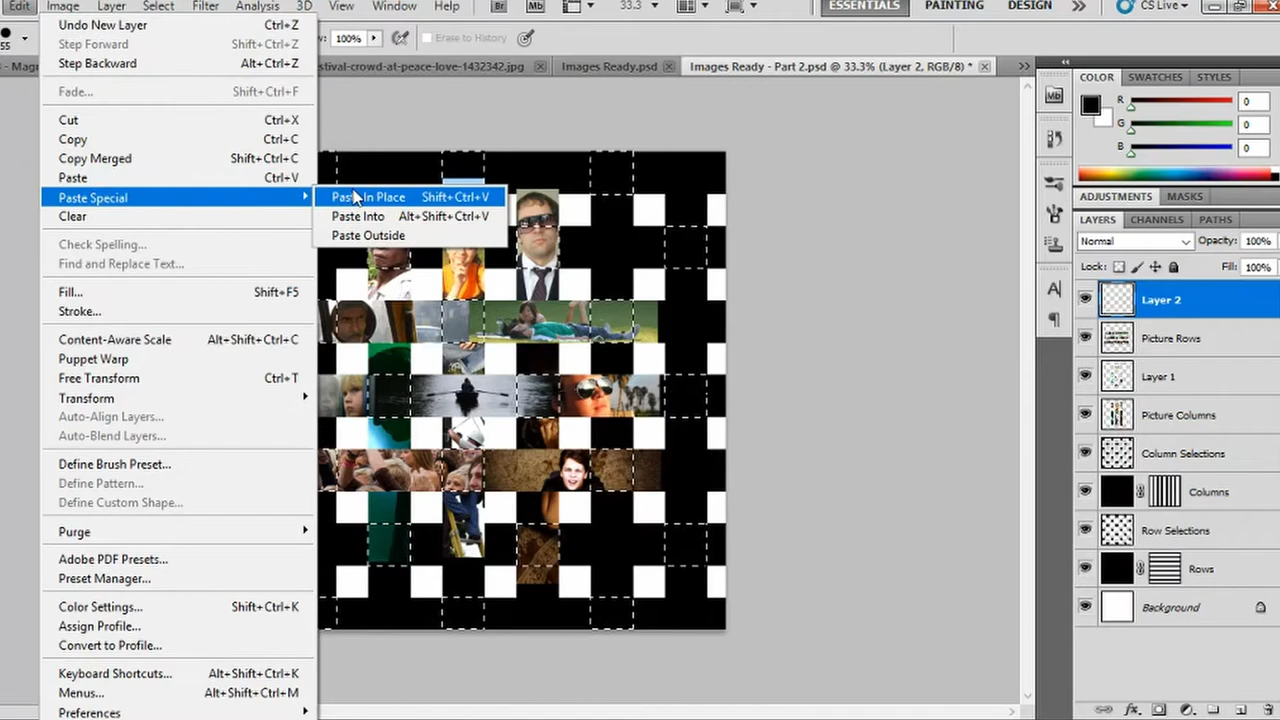 Edit Image Layer Select Filter Analysis 3D View Window Help Br Mb 33.3 ESSENTIALS PAINTING DESIGN CS Live
55 100% Erase to History
festival-crowd-at-peace-love-1432342.jpg Images Ready.psd Images Ready - Part 2.psd @ 33.3% (Layer 2, RGB/8) *
Undo New Layer Ctrl+Z
Step Forward Shift+Ctrl+Z
Step Backward Alt+Ctrl+Z
Fade... Shift+Ctrl+F
Cut Ctrl+X
Copy Ctrl+C
Copy Merged Shift+Ctrl+C
Paste Ctrl+V
Paste Special
Clear
Check Spelling...
Find and Replace Text...
Fill... Shift+F5
Stroke...
Content-Aware Scale Alt+Shift+Ctrl+C
Puppet Warp
Free Transform Ctrl+T
Transform
Auto-Align Layers...
Auto-Blend Layers...
Define Brush Preset...
Define Pattern...
Define Custom Shape...
Purge
Adobe PDF Presets...
Preset Manager...
Color Settings... Shift+Ctrl+K
Assign Profile...
Convert to Profile...
Keyboard Shortcuts... Alt+Shift+Ctrl+K
Menus... Alt+Shift+Ctrl+M
Preferences
Paste In Place Shift+Ctrl+V
Paste Into Alt+Shift+Ctrl+V
Paste Outside
Mb
COLOR SWATCHES STYLES
R 0
G 0
B 0
ADJUSTMENTS MASKS
LAYERS CHANNELS PATHS
Normal Opacity: 100%
Lock: Fill: 100%
Layer 2
Picture Rows
Layer 1
Picture Columns
Column Selections
Columns
Row Selections
Rows
Background